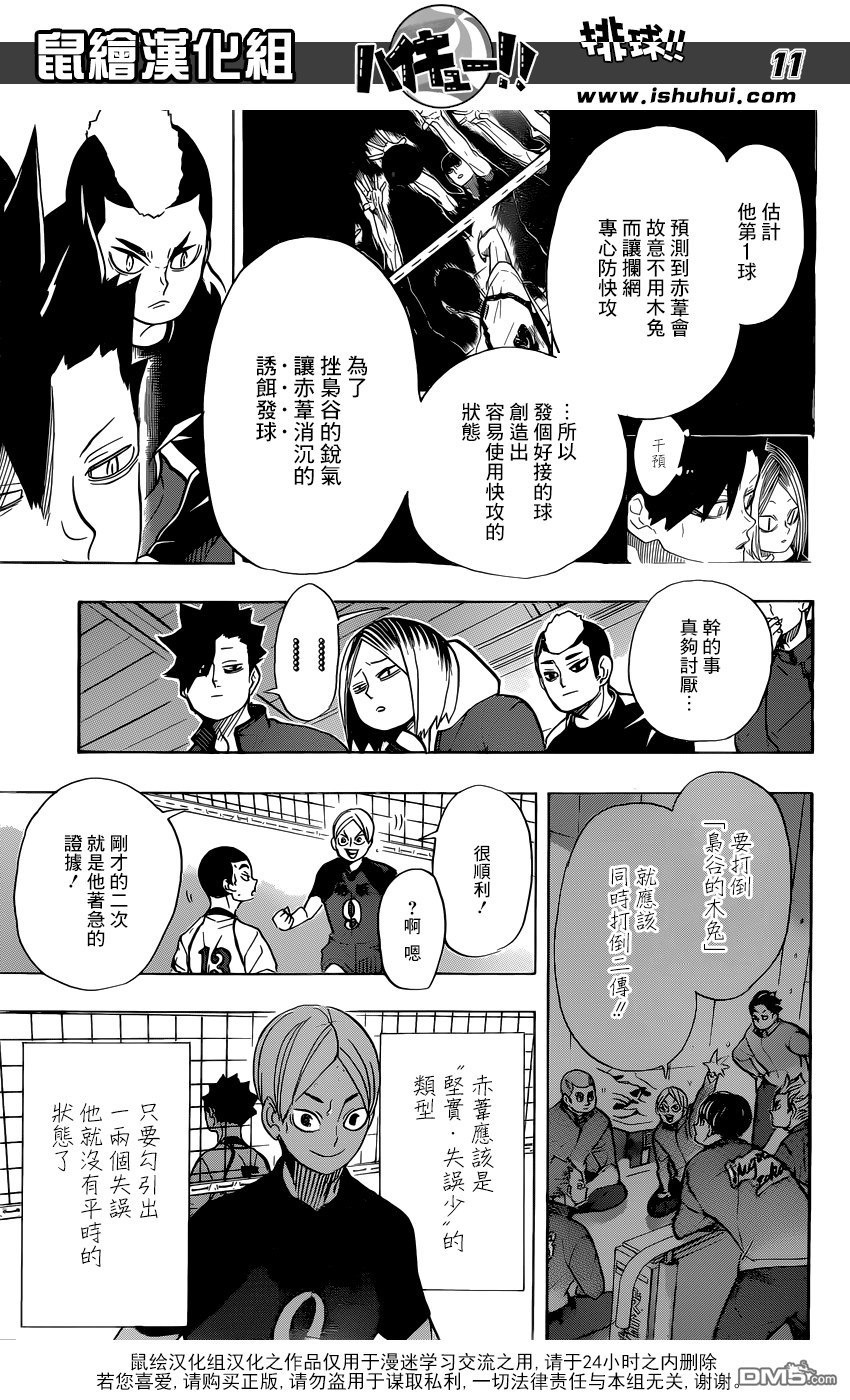 鼠繪漢化組
ハイキュー!!
排球!!
11
www.ishuhui.com
估計
他第1球
預測到赤葦會
故意不用木兔
而讓攔網
專心防快攻
…所以
發個好接的球
創造出
容易使用快攻的
狀態
為了
挫梟谷的銳氣
讓赤葦消沉的
誘餌發球
干預
幹的事
真夠討厭…
……
……
要打倒
「梟谷的木兔」
就應該
同時打倒二傳!!
很順利!
?啊 嗯
剛才的二次
就是他著急的
證據!
13
赤葦應該是
“堅實·失誤少”的
類型
只要勾引出
一兩個失誤
他就沒有平時的
狀態了
鼠绘汉化组汉化之作品仅用于漫迷学习交流之用, 请于24小时之内删除
若您喜爱, 请购买正版, 请勿盗用于谋取私利, 一切法律责任与本组无关, 谢谢.
DM5.com